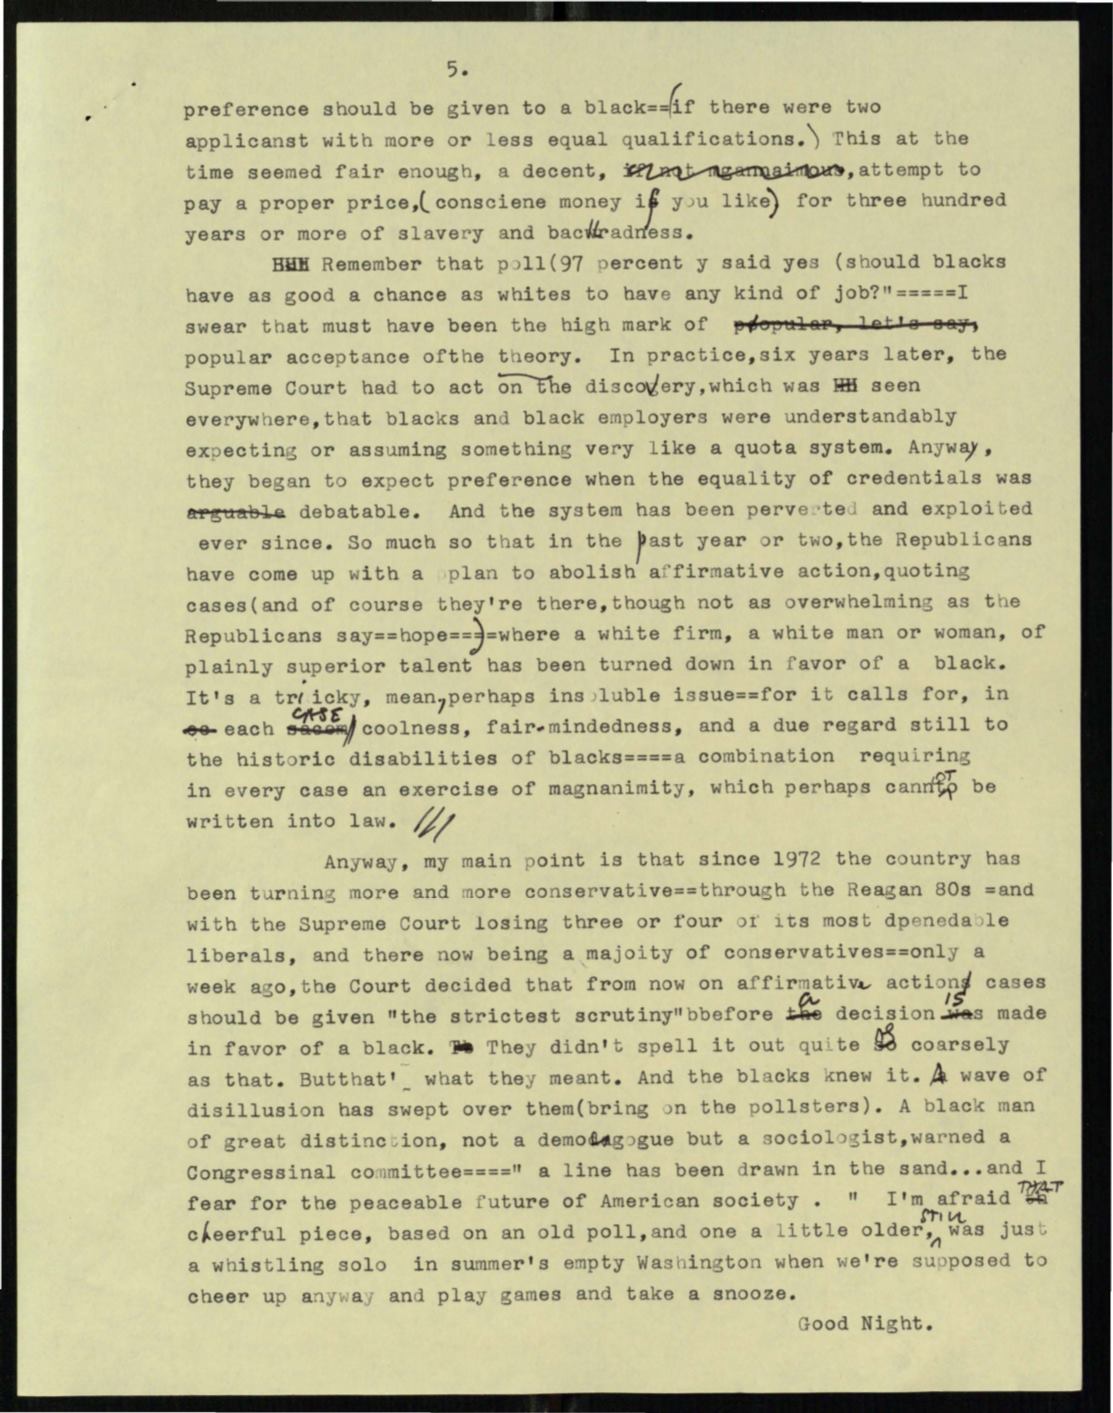 5.
preference should be given to a black==(if there were two
applicanst with more or less equal qualifications.) This at the
time seemed fair enough, a decent, if not mgannaimous, attempt to
pay a proper price,( consciene money if you like) for three hundred
years or more of slavery and backwradness.
HHH Remember that poll(97 percent y said yes (should blacks
have as good a chance as whites to have any kind of job?"=====I
swear that must have been the high mark of popular, let's say,
popular acceptance ofthe theory. In practice,six years later, the
Supreme Court had to act on the discovery,which was HH seen
everywhere,that blacks and black employers were understandably
expecting or assuming something very like a quota system. Anyway,
they began to expect preference when the equality of credentials was
arguable debatable. And the system has been perverted and exploited
ever since. So much so that in the past year or two,the Republicans
have come up with a plan to abolish affirmative action,quoting
cases(and of course they're there,though not as overwhelming as the
Republicans say==hope==)=where a white firm, a white man or woman, of
plainly superior talent has been turned down in favor of a black.
It's a tricky, mean,perhaps insoluble issue==for it calls for, in
each CASE coolness, fair-mindedness, and a due regard still to
the historic disabilities of blacks====a combination requiring
in every case an exercise of magnanimity, which perhaps cannot be
written into law. ///
Anyway, my main point is that since 1972 the country has
been turning more and more conservative==through the Reagan 80s =and
with the Supreme Court losing three or four of its most dpenedable
liberals, and there now being a majoity of conservatives==only a
week ago,the Court decided that from now on affirmative action cases
should be given "the strictest scrutiny"bbefore the a decision was is made
in favor of a black. They didn't spell it out quite as coarsely
as that. Butthat' what they meant. And the blacks knew it. A wave of
disillusion has swept over them(bring on the pollsters). A black man
of great distinction, not a demogogue but a sociologist,warned a
Congressinal committee====" a line has been drawn in the sand...and I
fear for the peaceable future of American society . " I'm afraid THAT
cheerful piece, based on an old poll,and one a little older, STILL was just
a whistling solo in summer's empty Washington when we're supposed to
cheer up anyway and play games and take a snooze.
Good Night.